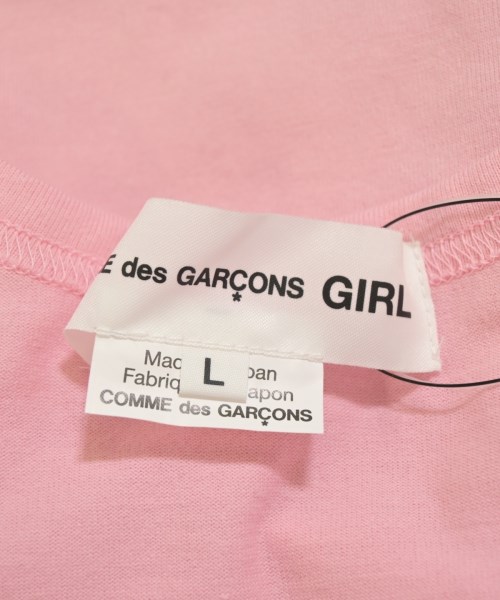 E des GARÇONS GIRL
Mad pan
L
Fabriq apon
COMME des GARÇONS